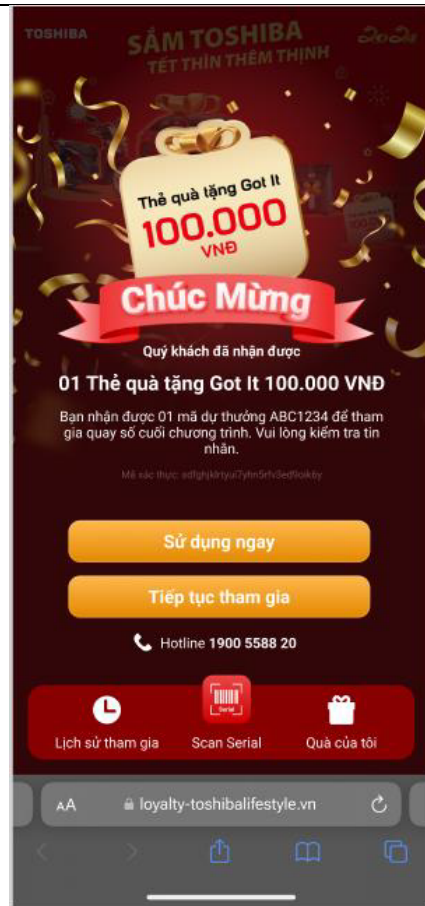 TOSHIBA
SẮM TOSHIBA
TẾT THÌN THÊM THỊNH
2024
Thẻ quà tặng Got It
100.000
VNĐ
Chúc Mừng
Quý khách đã nhận được
01 Thẻ quà tặng Got It 100.000 VNĐ
Bạn nhận được 01 mã dự thưởng ABC1234 để tham
gia quay số cuối chương trình. Vui lòng kiểm tra tin
nhắn.
Mã xác thực:
Sử dụng ngay
Tiếp tục tham gia
Hotline 1900 5588 20
Serial
Lịch sử tham gia
Scan Serial
Quà của tôi
AA
loyalty-toshibalifestyle.vn